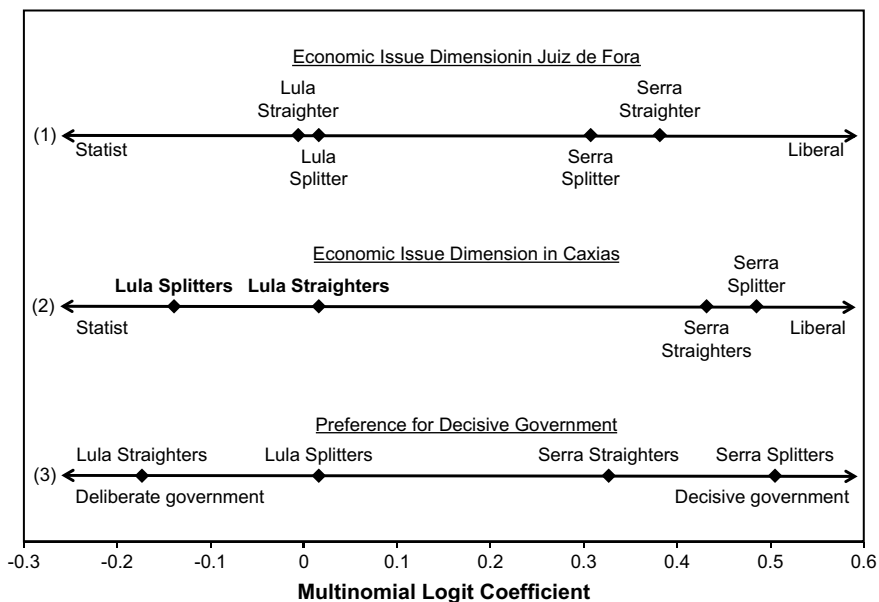 Economic Issue Dimensionin Juiz de Fora
Lula
Straighter
Serra
Straighter
(1)
Statist
Liberal
Lula
Splitter
Serra
Splitter
Economic Issue Dimension in Caxias
Lula Splitters
Lula Straighters
Serra
Splitter
(2)
Statist
Liberal
Serra
Straighters
Preference for Decisive Government
Lula Straighters
Lula Splitters
Serra Straighters
Serra Splitters
(3)
Deliberate government
Decisive government
-0.3 -0.2 -0.1 0 0.1 0.2 0.3 0.4 0.5 0.6
Multinomial Logit Coefficient